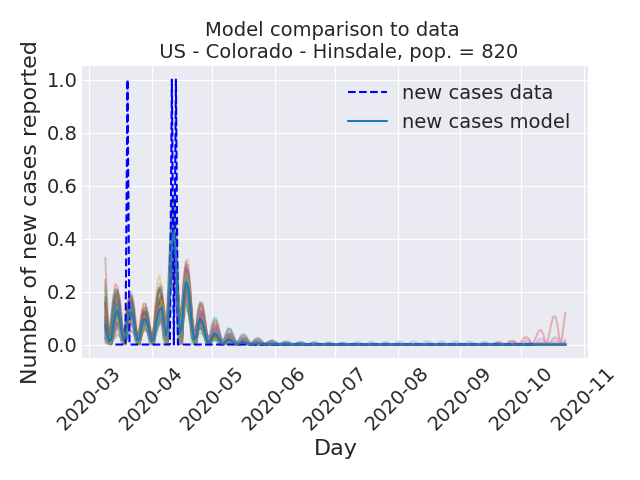 Model comparison to data
US - Colorado - Hinsdale, pop. = 820
Number of new cases reported
1.0
0.8
0.6
0.4
0.2
0.0
new cases data
new cases model
2020-03
2020-04
2020-05
2020-06
2020-07
2020-08
2020-09
2020-10
2020-11
Day